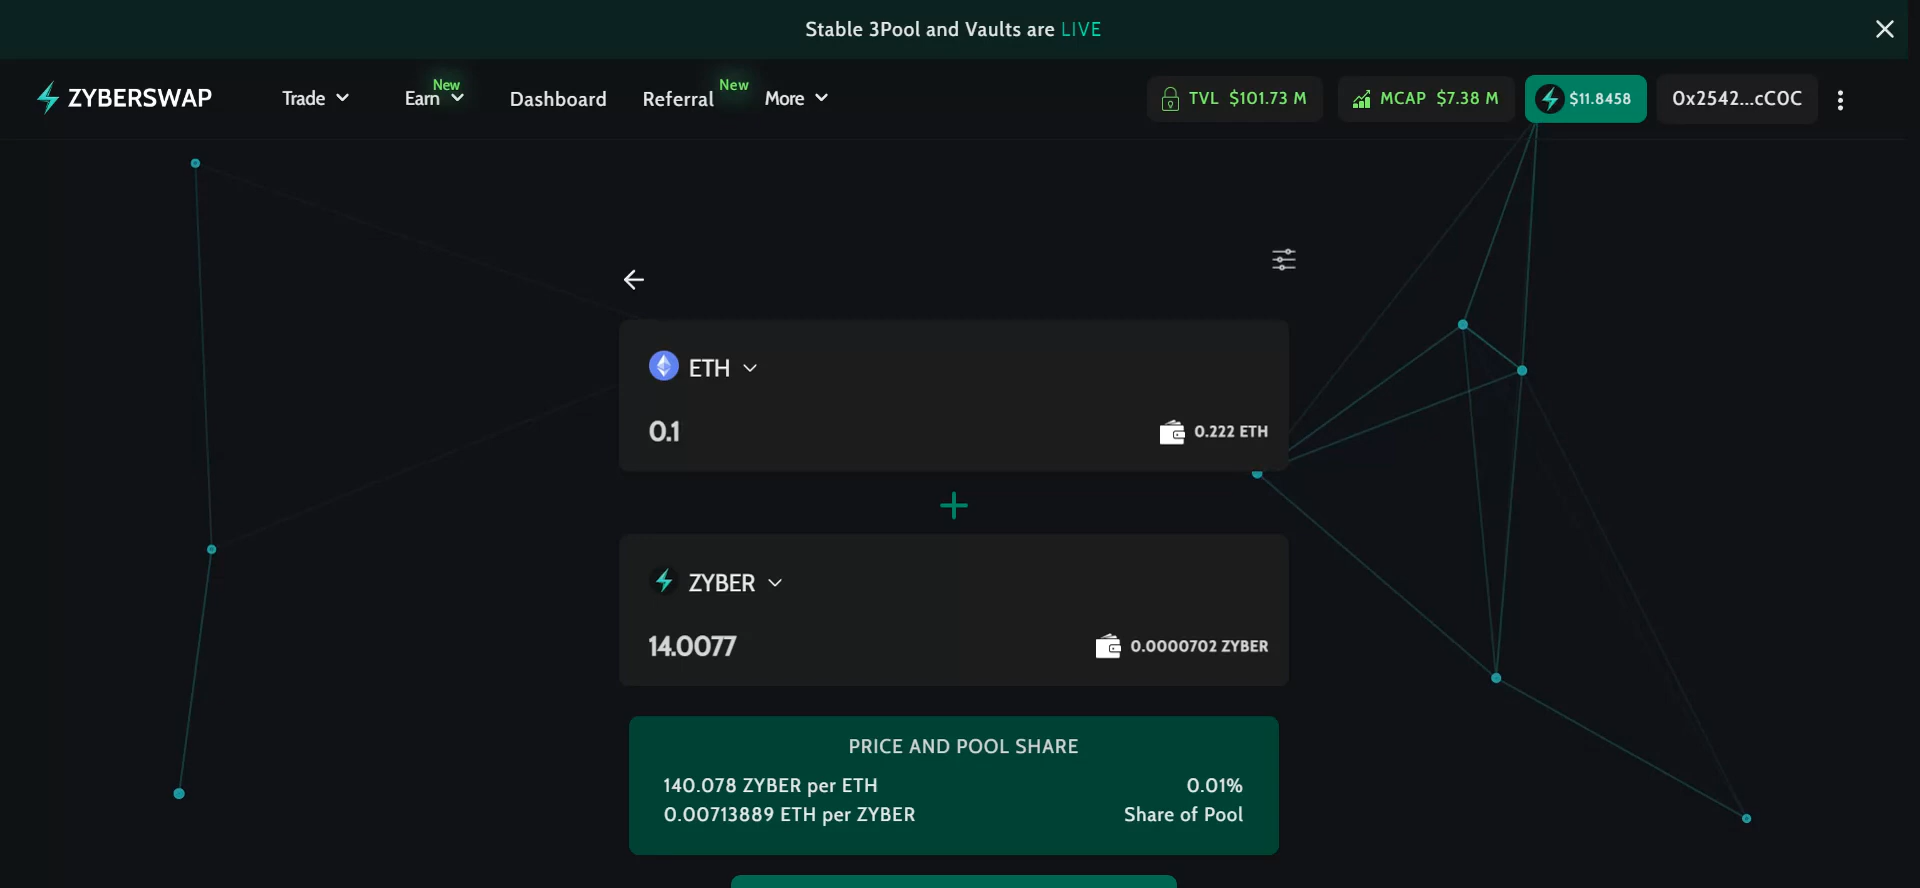 Stable 3Pool and Vaults are LIVE
ZYBERSWAP
Trade
Earn
New
Dashboard
Referral
New
More
TVL $101.73 M
MCAP $7.38 M
$11.8458
0x2542...cC0C
ETH
0.1
0.222 ETH
ZYBER
14.0077
0.0000702 ZYBER
PRICE AND POOL SHARE
140.078 ZYBER per ETH
0.01%
0.00713889 ETH per ZYBER
Share of Pool